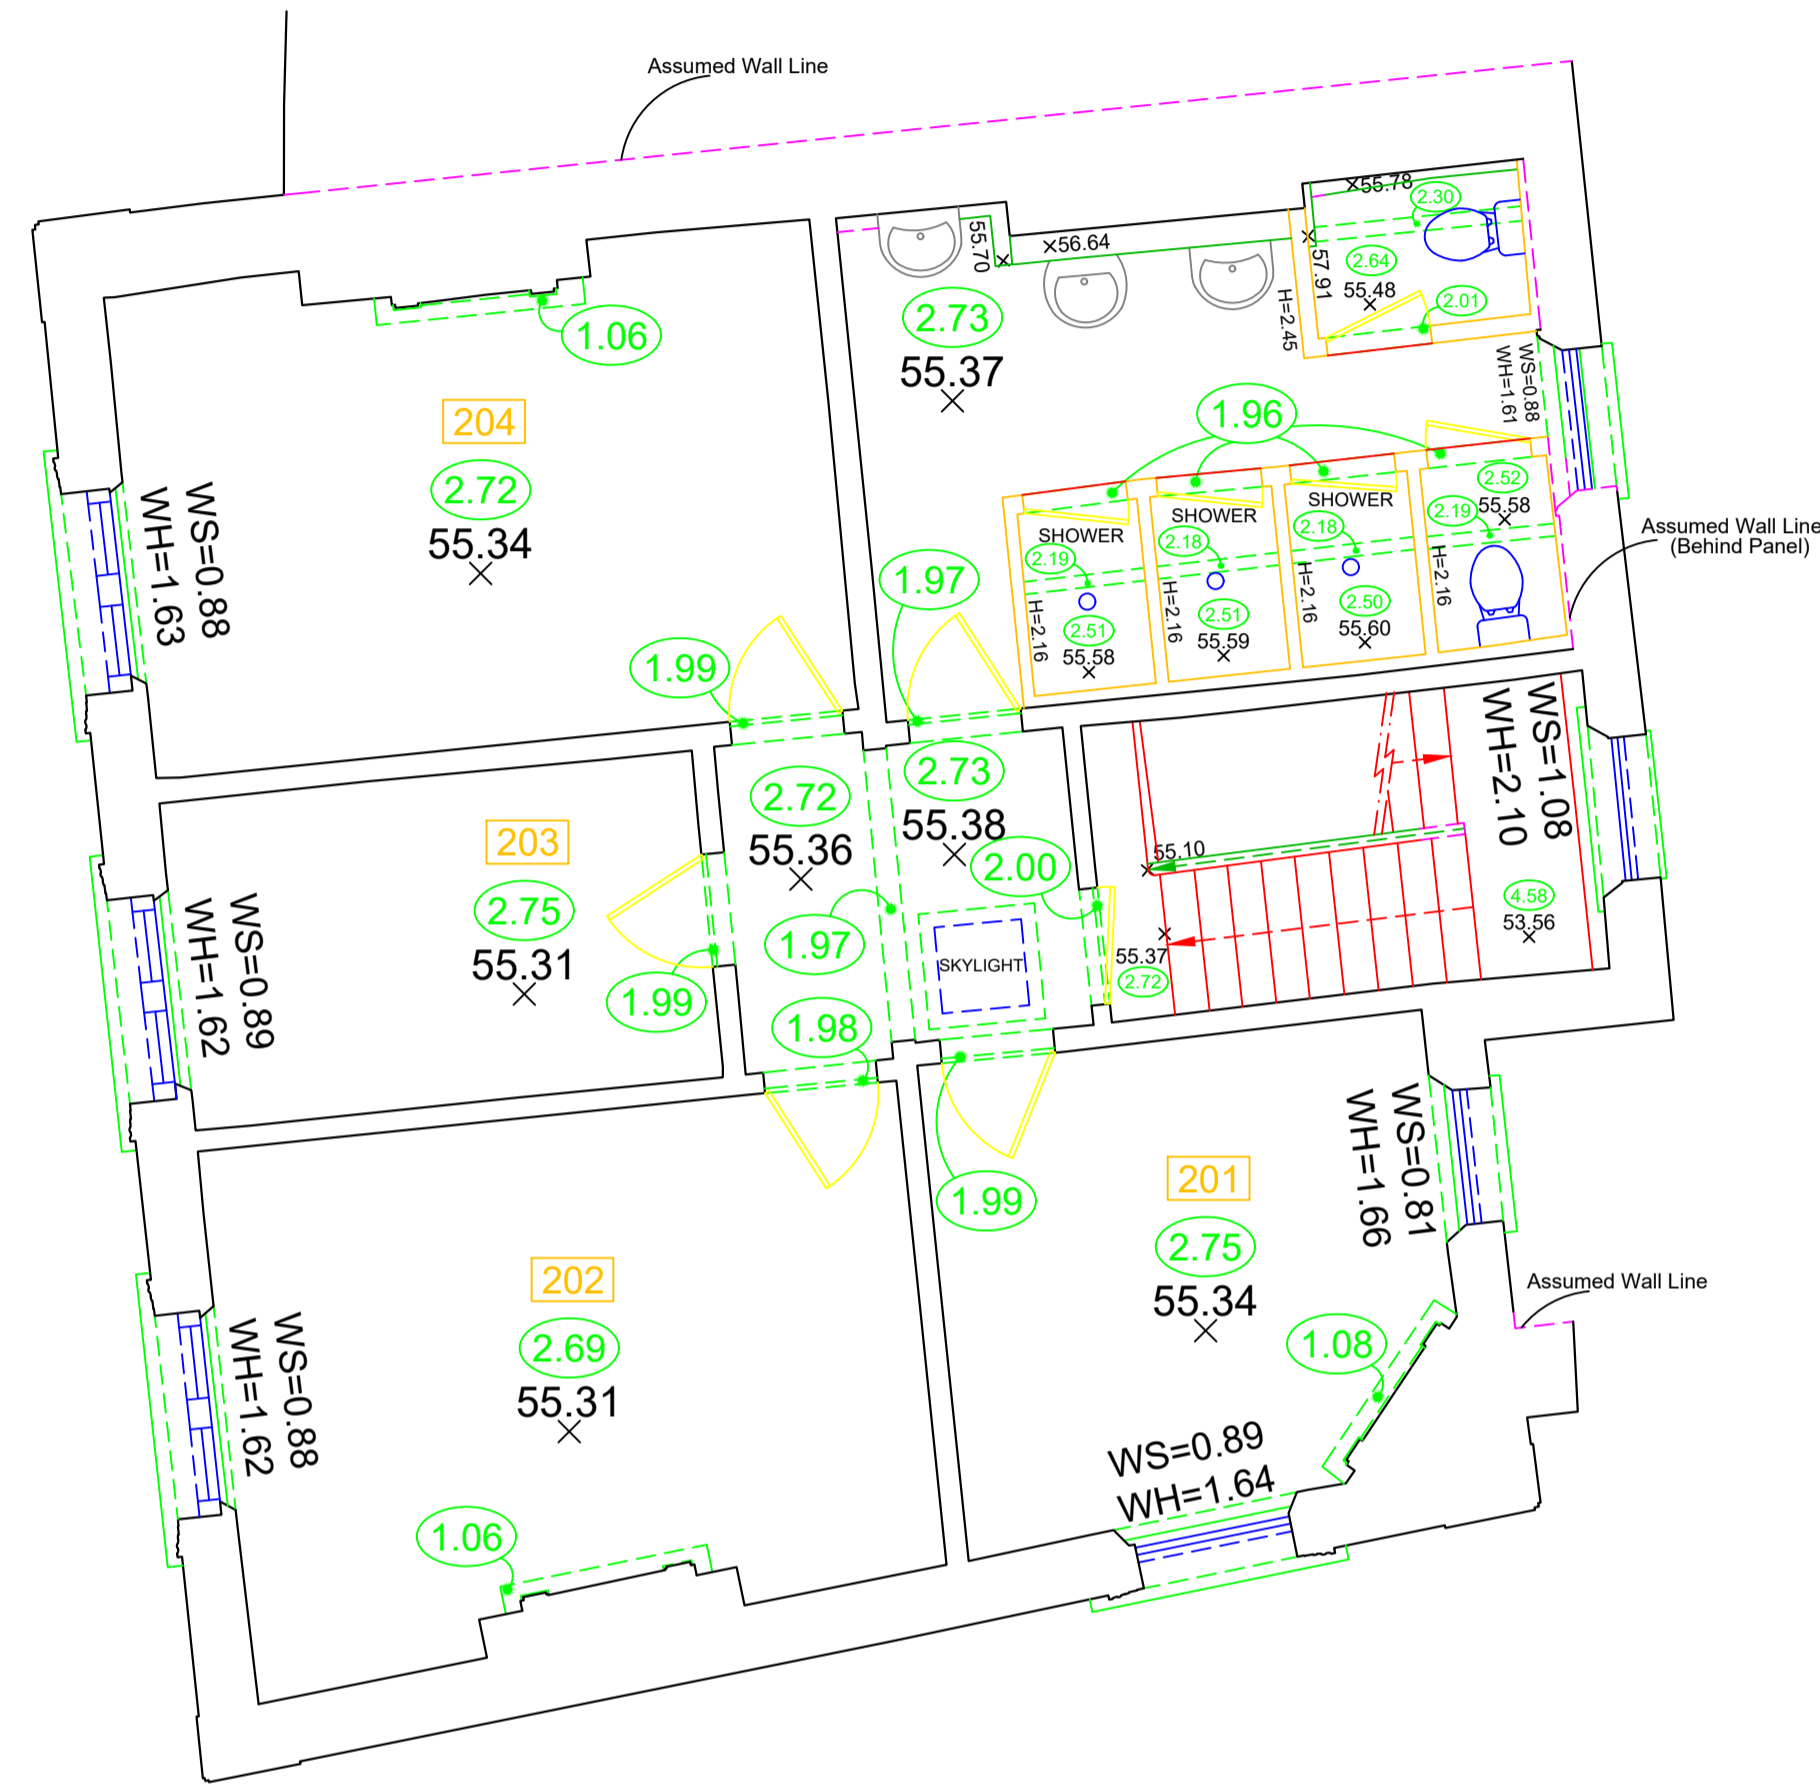 Assumed Wall Line
55.78
2.30
55.70
56.64
57.91
2.64
55.48
2.01
H=2.45
1.06
2.73
55.37
WS=0.88
WH=1.61
204
2.72
55.34
WS=0.88
WH=1.63
1.96
2.52
55.58
2.19
H=2.16
SHOWER
2.18
H=2.16
2.50
55.60
SHOWER
2.18
H=2.16
2.51
55.59
SHOWER
2.19
H=2.16
2.51
55.58
Assumed Wall Line
(Behind Panel)
1.97
1.99
2.72
55.36
2.73
55.38
2.00
55.10
WS=1.08
WH=2.10
4.58
53.56
203
2.75
55.31
WS=0.89
WH=1.62
1.97
1.99
1.98
SKYLIGHT
55.37
2.72
1.99
201
2.75
55.34
WS=0.81
WH=1.66
Assumed Wall Line
202
2.69
55.31
WS=0.88
WH=1.62
1.08
WS=0.89
WH=1.64
1.06